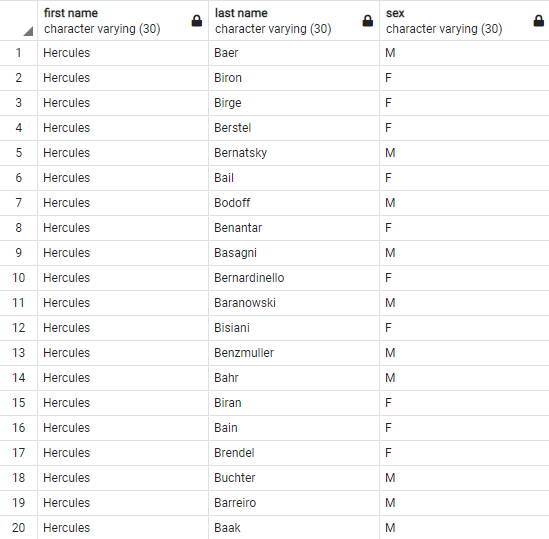 first name last name sex
character varying (30) character varying (30) character varying (30)
1 Hercules Baer M
2 Hercules Biron F
3 Hercules Birge F
4 Hercules Berstel F
5 Hercules Bernatsky M
6 Hercules Bail F
7 Hercules Bodoff M
8 Hercules Benantar F
9 Hercules Basagni M
10 Hercules Bernardinello F
11 Hercules Baranowski M
12 Hercules Bisiani F
13 Hercules Benzmuller M
14 Hercules Bahr M
15 Hercules Biran F
16 Hercules Bain F
17 Hercules Brendel F
18 Hercules Buchter M
19 Hercules Barreiro M
20 Hercules Baak M